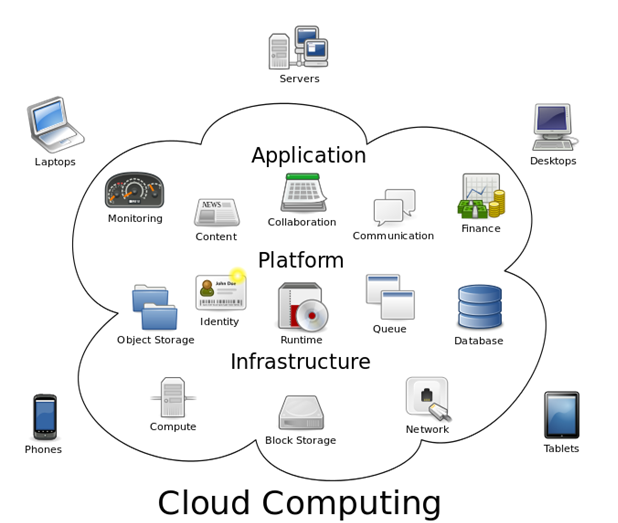 Servers
Laptops
Desktops
Application
Monitoring
NEWS
Content
Collaboration
Communication
Finance
Platform
Object Storage
Identity
Runtime
Queue
Database
Infrastructure
Compute
Block Storage
Network
Phones
Tablets
Cloud Computing